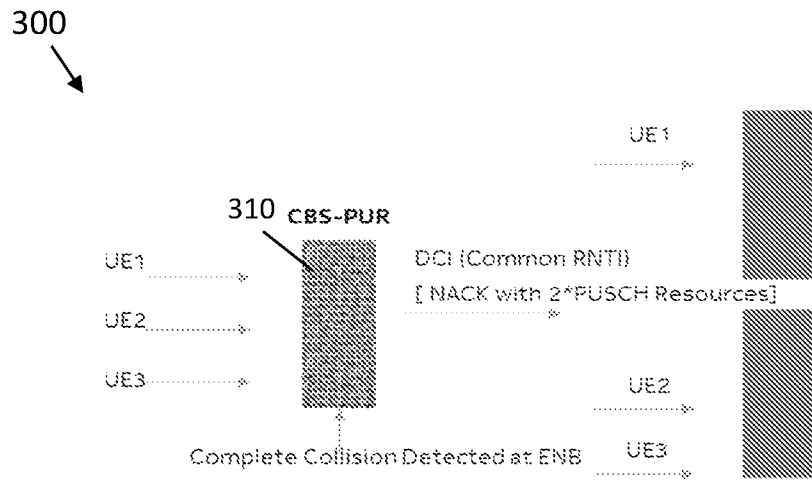 300
UE1
310 CBS-PUR
UE1
DCI (Common RNTI)
[ NACK with 2*PUSCH Resources]
UE2
UE3
UE2
Complete Collision Detected at ENB
UE3